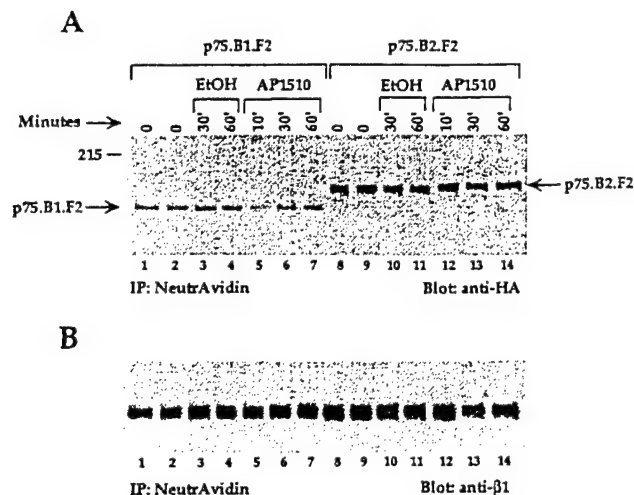 A
p75.B1.F2 p75.B2.F2
EtOH AP1510 EtOH AP1510
Minutes 0 0 30' 60' 10' 30' 60' 0 0 30' 60' 10' 30' 60'
215
p75.B2.F2
p75.B1.F2
1 2 3 4 5 6 7 8 9 10 11 12 13 14
IP: NeutrAvidin Blot: anti-HA
B
1 2 3 4 5 6 7 8 9 10 11 12 13 14
IP: NeutrAvidin Blot: anti-β1